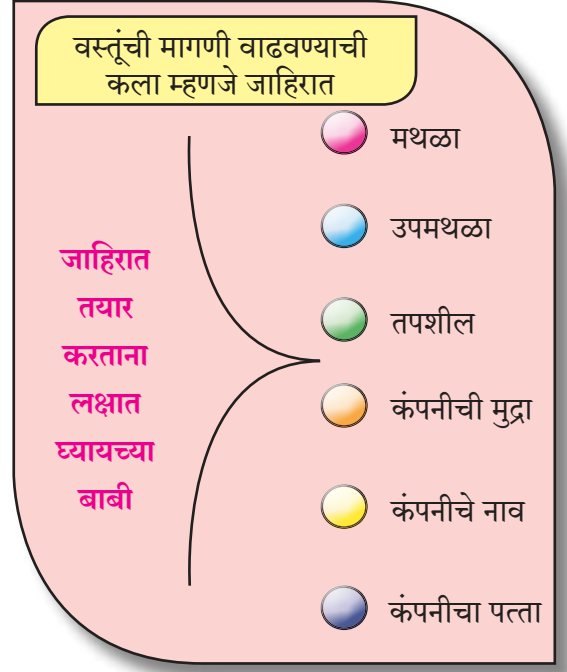 वस्तूंची मागणी वाढवण्याची
कला म्हणजे जाहिरात
जाहिरात
तयार
करताना
लक्षात
घ्यायच्या
बाबी
मथळा
उपमथळा
तपशील
कंपनीची मुद्रा
कंपनीचे नाव
कंपनीचा पत्ता